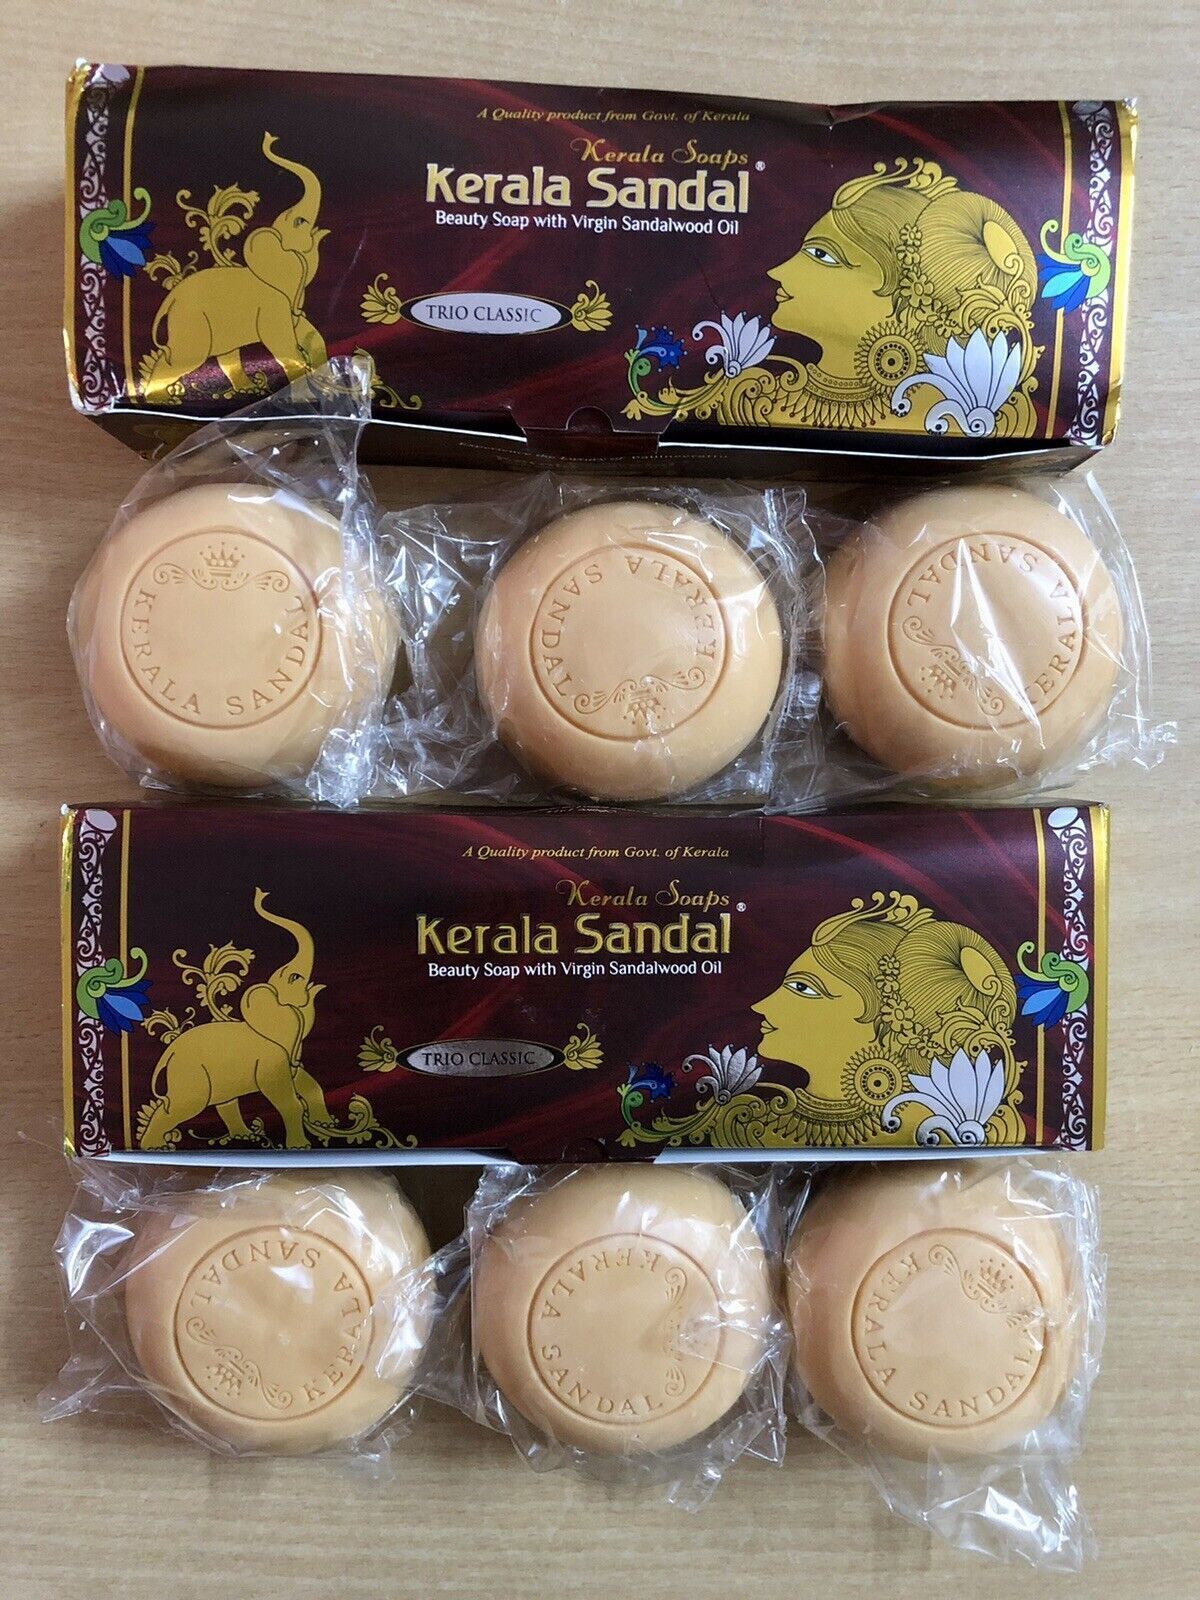 A Quality product from Govt. of Kerala
Kerala Soaps
Kerala Sandal®
Beauty Soap with Virgin Sandalwood Oil
TRIO CLASSIC
KERALA SANDAL
KERALA SANDAL
KERALA SANDAL
A Quality product from Govt. of Kerala
Kerala Soaps
Kerala Sandal®
Beauty Soap with Virgin Sandalwood Oil
TRIO CLASSIC
KERALA SANDAL
KERALA SANDAL
KERALA SANDAL